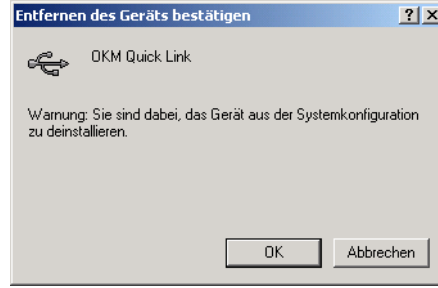 Entfernen des Geräts bestätigen
OKM Quick Link
Warnung: Sie sind dabei, das Gerät aus der Systemkonfiguration
zu deinstallieren.
OK Abbrechen